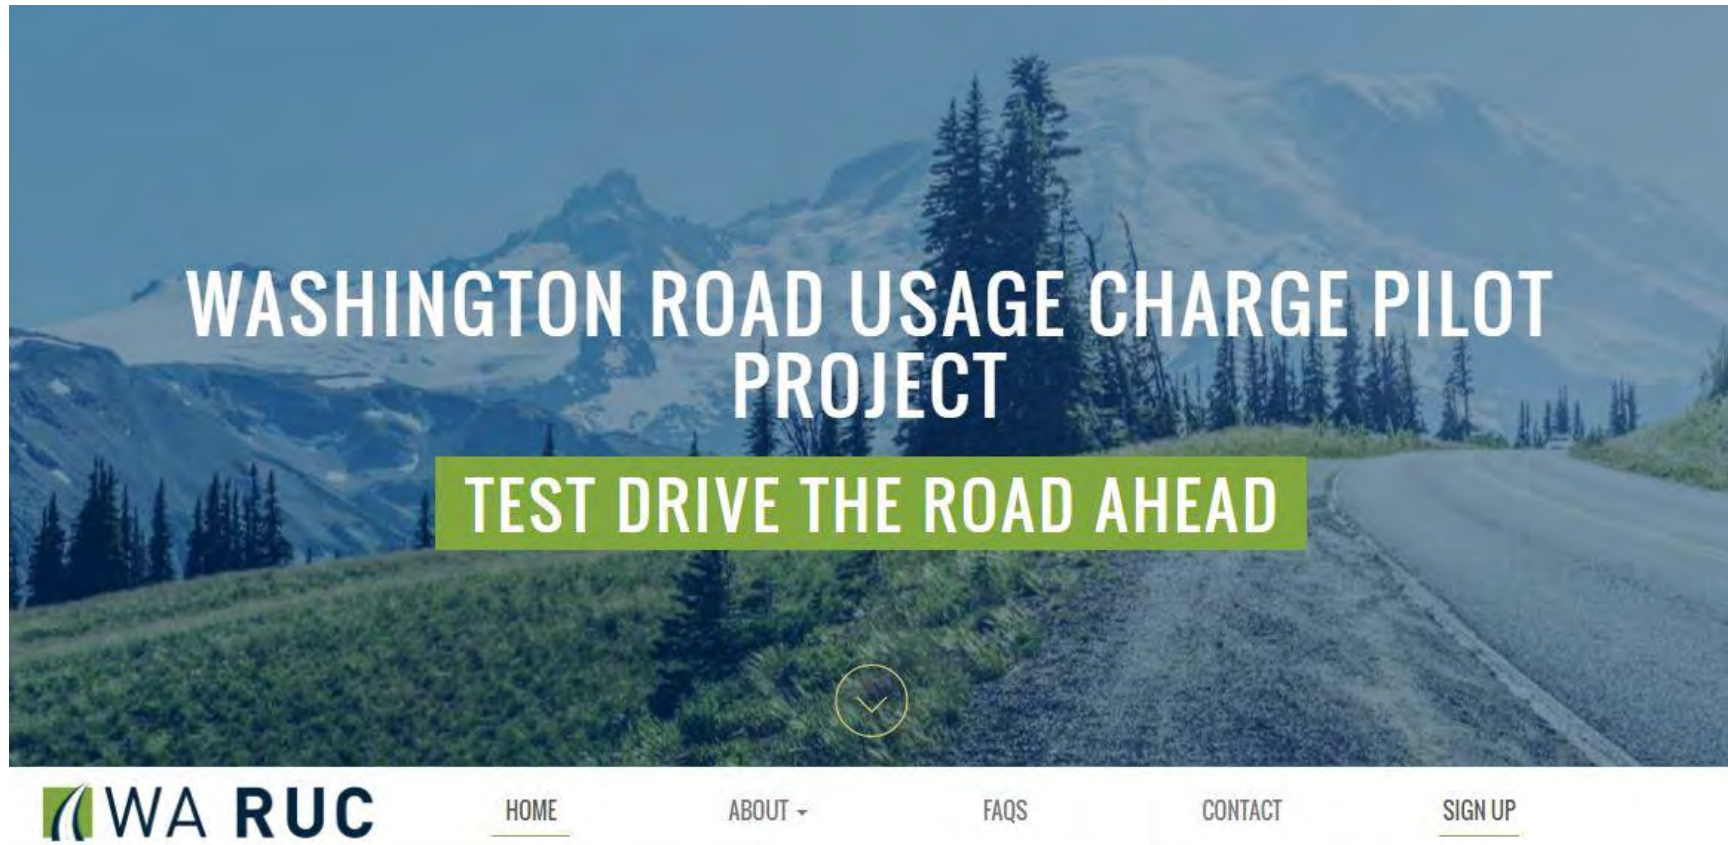 WASHINGTON ROAD USAGE CHARGE PILOT
PROJECT
TEST DRIVE THE ROAD AHEAD
WA RUC
HOME
ABOUT
FAQS
CONTACT
SIGN UP